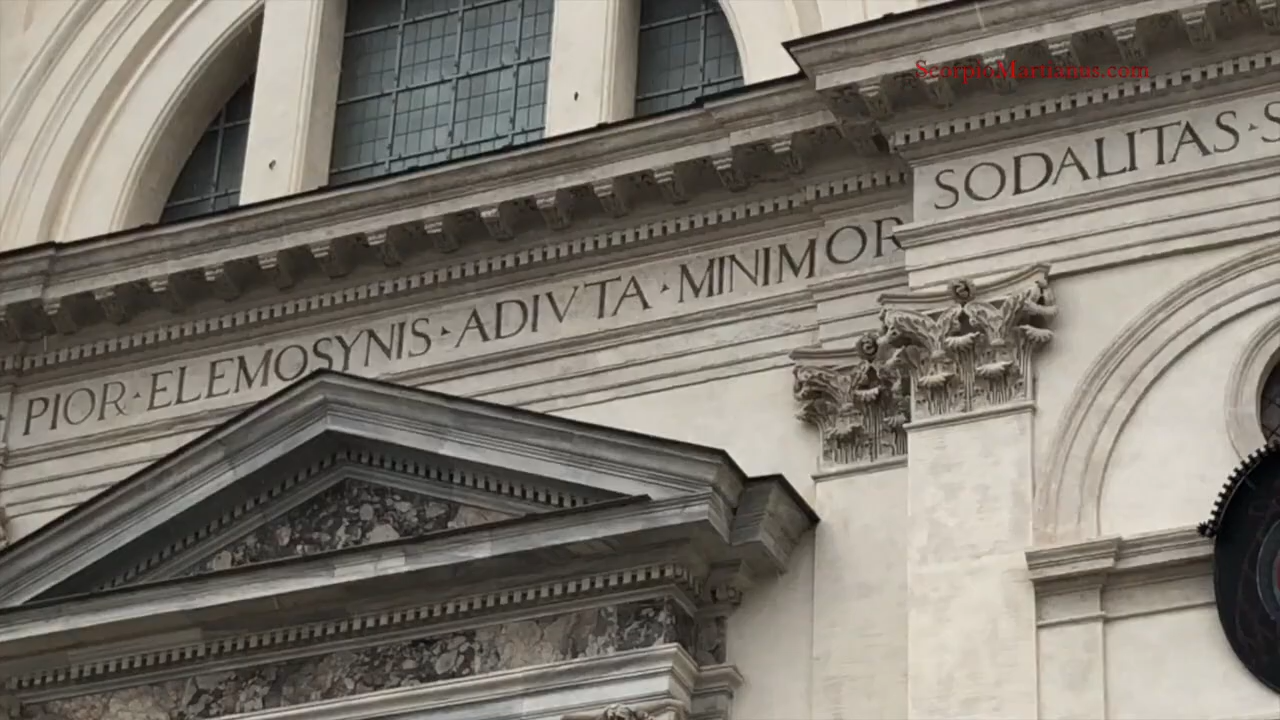 ScorpioMartianus.com
PIOR · ELEMOSYNIS · ADIVTA · MINIMOR
SODALITAS · S